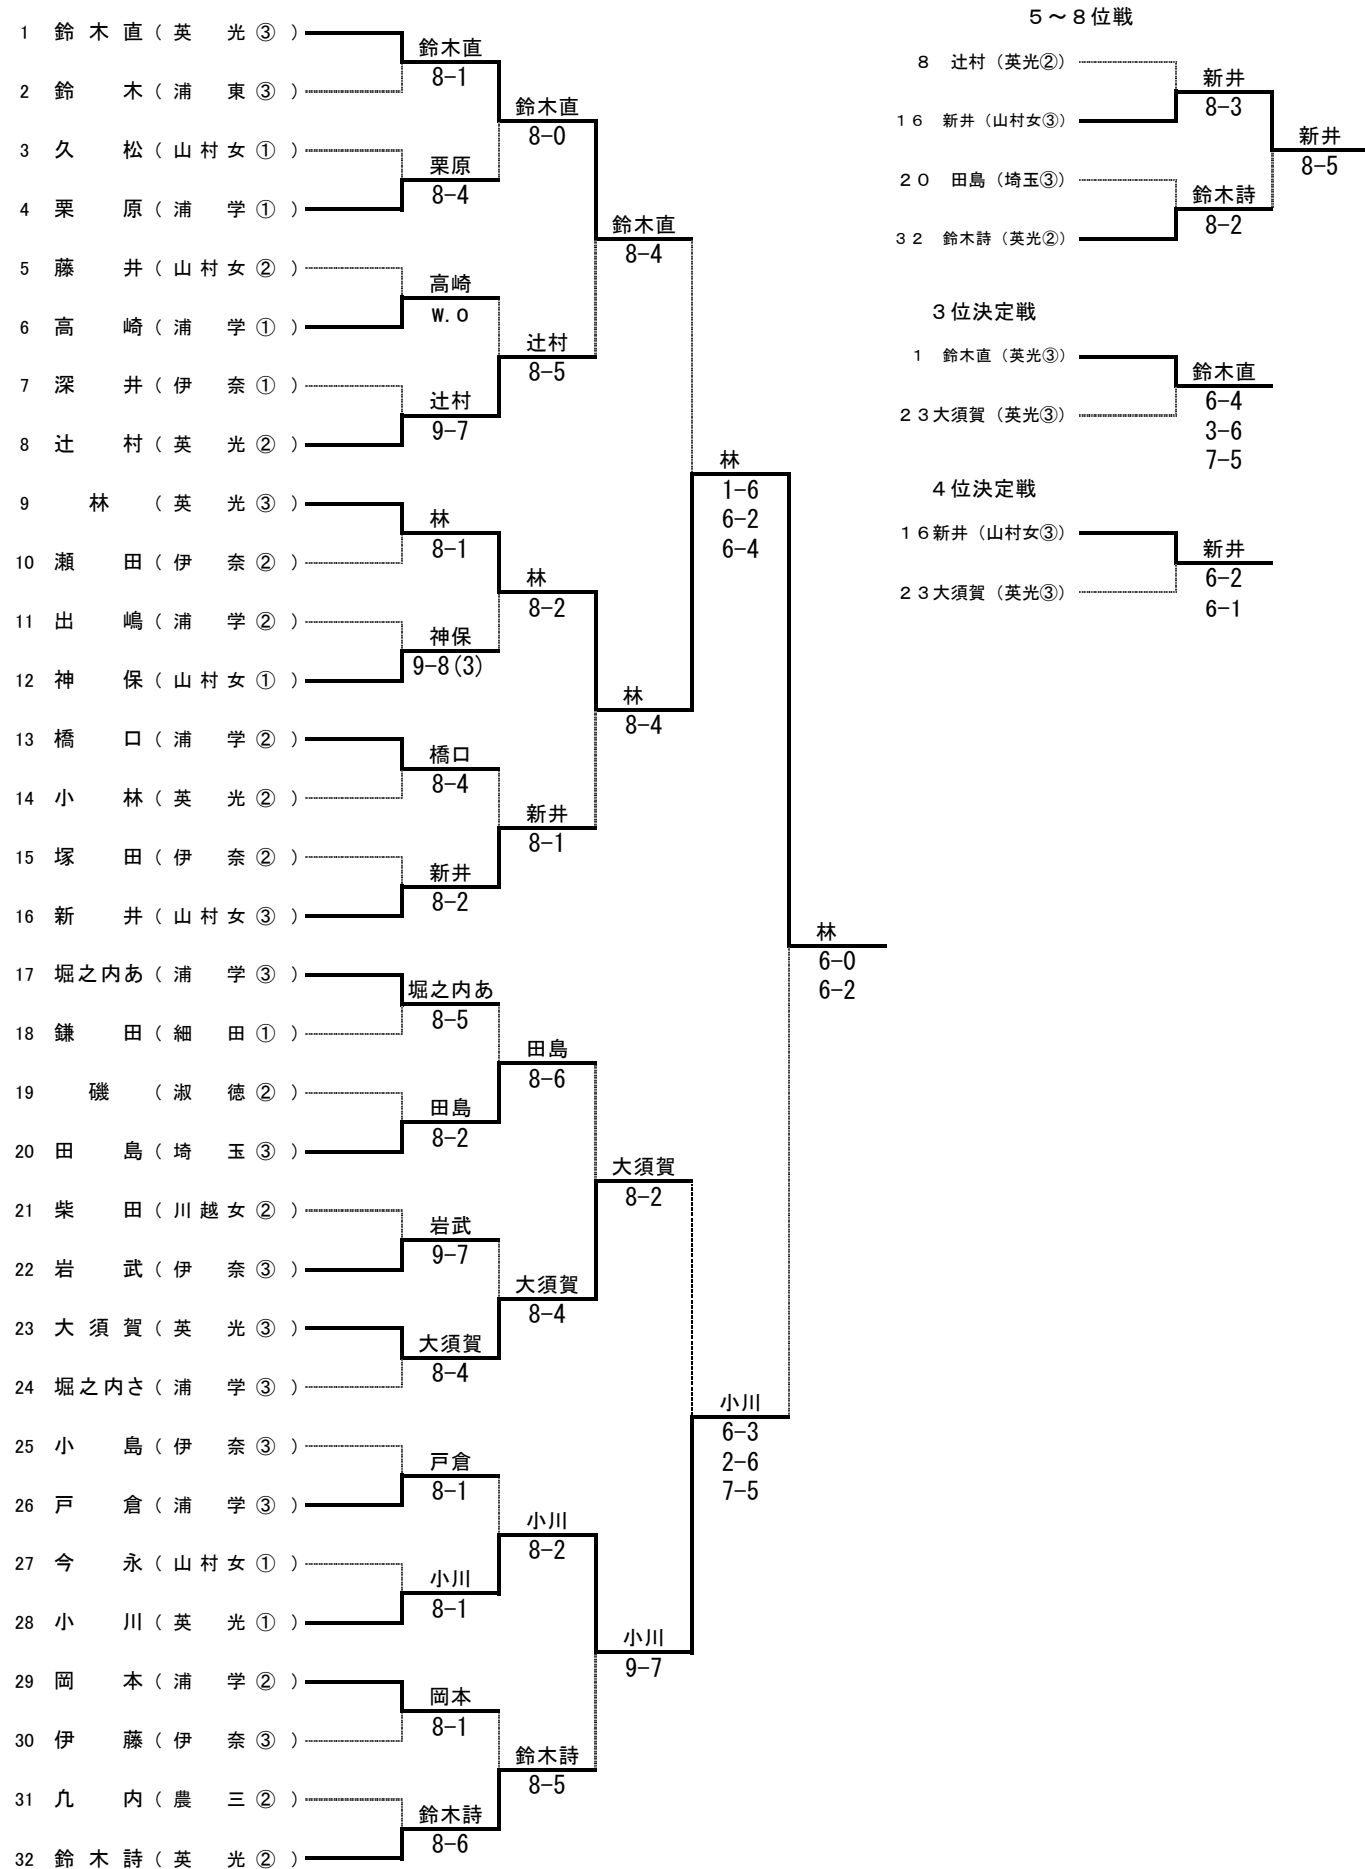 1 鈴木直（英光③）
2 鈴木（浦東③）
3 久松（山村女①）
4 栗原（浦学①）
5 藤井（山村女②）
6 高崎（浦学①）
7 深井（伊奈①）
8 辻村（英光②）
9 林（英光③）
10 瀬田（伊奈②）
11 出嶋（浦学②）
12 神保（山村女①）
13 橋口（浦学②）
14 小林（英光②）
15 塚田（伊奈②）
16 新井（山村女③）
17 堀之内あ（浦学③）
18 鎌田（細田①）
19 磯（淑徳②）
20 田島（埼玉③）
21 柴田（川越女②）
22 岩武（伊奈③）
23 大須賀（英光③）
24 堀之内さ（浦学③）
25 小島（伊奈③）
26 戸倉（浦学③）
27 今永（山村女①）
28 小川（英光①）
29 岡本（浦学②）
30 伊藤（伊奈③）
31 内（農三②）
32 鈴木詩（英光②）
鈴木直
8-1
栗原
8-4
高崎
W.O
辻村
9-7
林
8-1
神保
9-8(3)
橋口
8-4
新井
8-2
堀之内あ
8-5
田島
8-2
岩武
9-7
大須賀
8-4
戸倉
8-1
小川
8-1
岡本
8-1
鈴木詩
8-6
鈴木直
8-0
辻村
8-5
林
8-2
新井
8-1
田島
8-6
大須賀
8-4
小川
8-2
鈴木詩
8-5
鈴木直
8-4
林
8-4
大須賀
8-2
小川
9-7
林
1-6
6-2
6-4
小川
6-3
2-6
7-5
林
6-0
6-2
５～８位戦
８ 辻村（英光②）
１６ 新井（山村女③）
２０ 田島（埼玉③）
３２ 鈴木詩（英光②）
新井
8-3
鈴木詩
8-2
新井
8-5
３位決定戦
１ 鈴木直（英光③）
２３大須賀（英光③）
鈴木直
6-4
3-6
7-5
４位決定戦
１６新井（山村女③）
２３大須賀（英光③）
新井
6-2
6-1